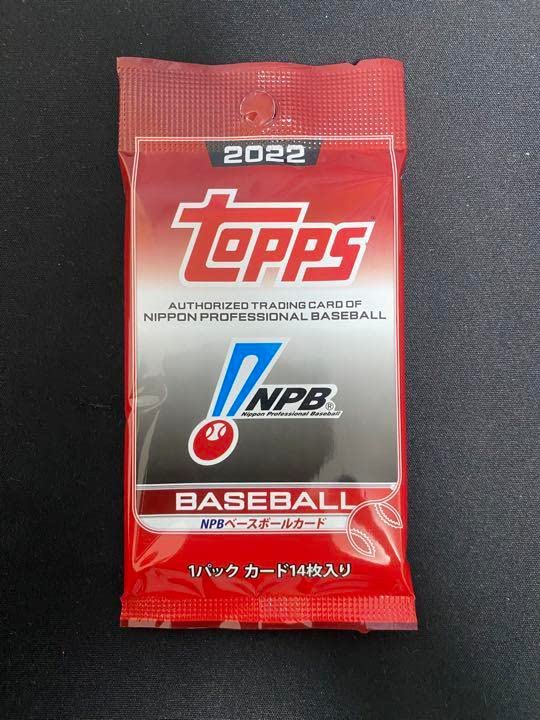 2022
Topps
AUTHORIZED TRADING CARD OF
NIPPON PROFESSIONAL BASEBALL
NPB®
Nippon Professional Baseball
BASEBALL
NPBベースボールカード
1パック カード14枚入り